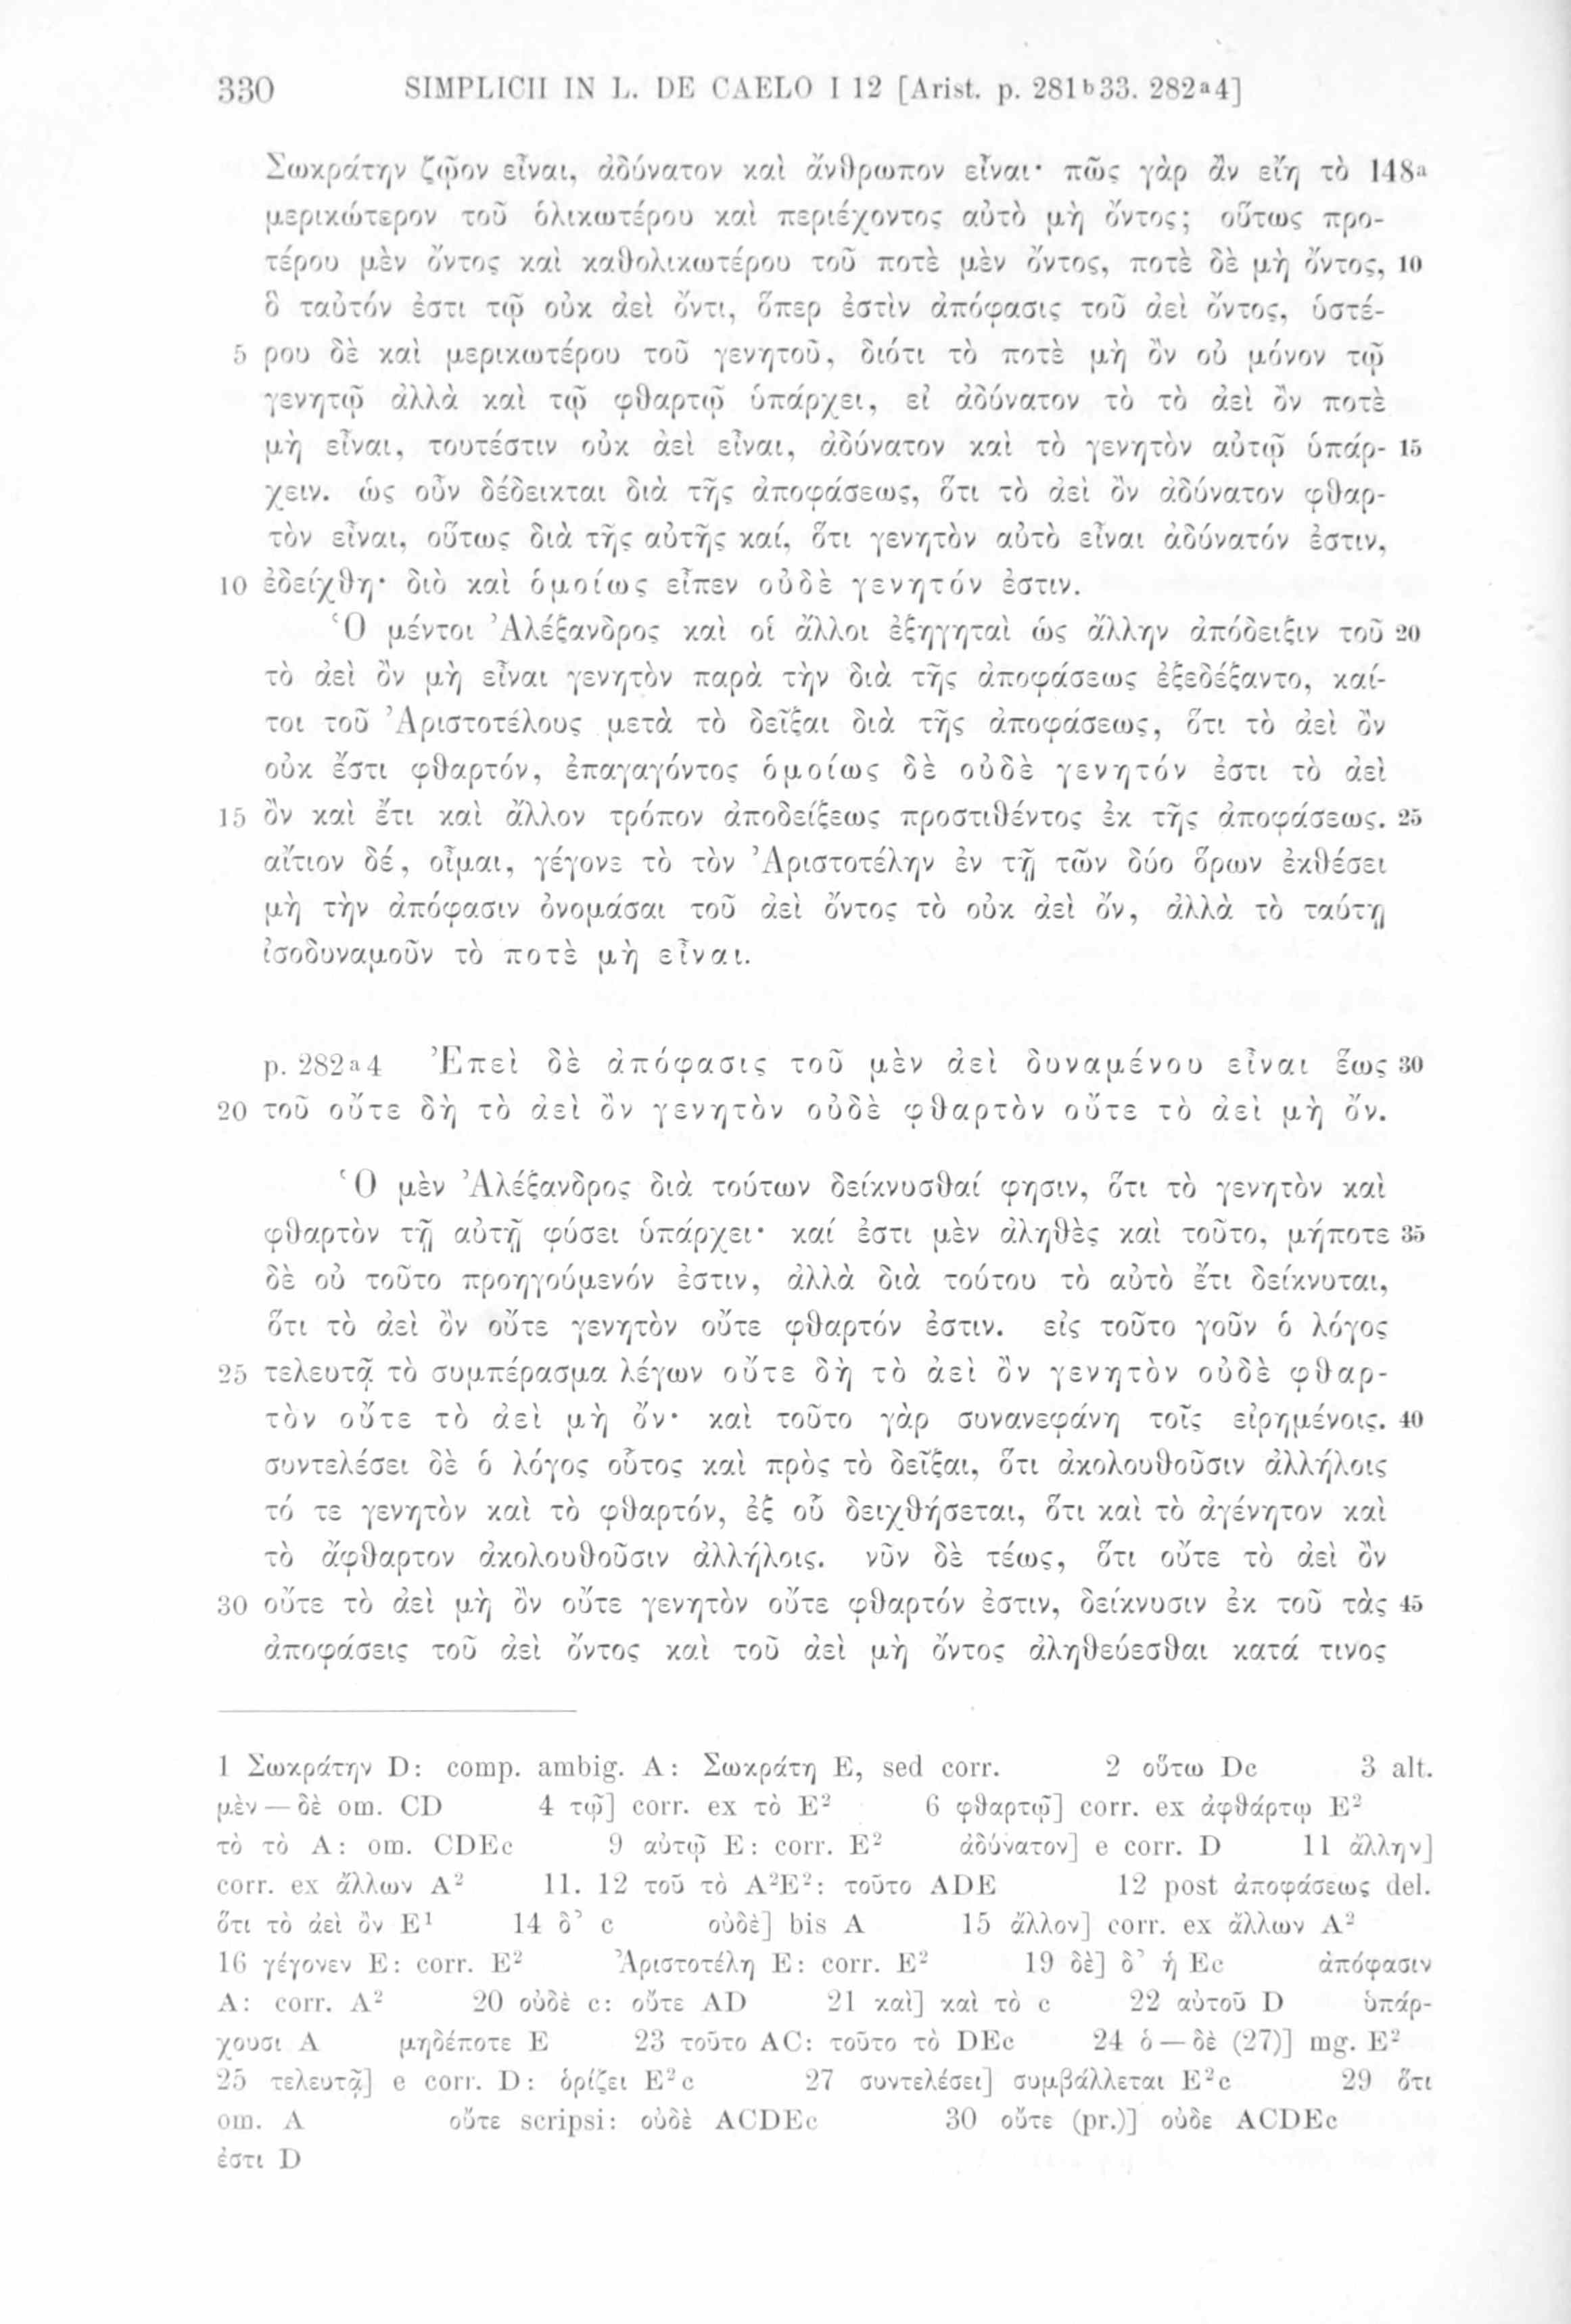 330 SIMPLICII IN L. DE CAELO I 12 [Arist. p. 281ᵇ33. 282ᵃ4]
Σωκράτην ζῷον εἶναι, ἀδύνατον καὶ ἄνθρωπον εἶναι· πῶς γὰρ ἂν εἴη τὸ 148ᵃ
μερικώτερον τοῦ ὁλικωτέρου καὶ περιέχοντος αὐτὸ μὴ ὄντος; οὕτως προ-
τέρου μὲν ὄντος καὶ καθολικωτέρου τοῦ ποτὲ μὲν ὄντος, ποτὲ δὲ μὴ ὄντος, 10
ὃ ταὐτόν ἐστι τῷ οὐκ ἀεὶ ὄντι, ὅπερ ἐστὶν ἀπόφασις τοῦ ἀεὶ ὄντος, ὑστέ-
5 ρου δὲ καὶ μερικωτέρου τοῦ γενητοῦ, διότι τὸ ποτὲ μὴ ὂν οὐ μόνον τῷ
γενητῷ ἀλλὰ καὶ τῷ φθαρτῷ ὑπάρχει, εἰ ἀδύνατον τὸ τὸ ἀεὶ ὂν ποτὲ
μὴ εἶναι, τουτέστιν οὐκ ἀεὶ εἶναι, ἀδύνατον καὶ τὸ γενητὸν αὐτῷ ὑπάρ- 15
χειν. ὡς οὖν δέδεικται διὰ τῆς ἀποφάσεως, ὅτι τὸ ἀεὶ ὂν ἀδύνατον φθαρ-
τὸν εἶναι, οὕτως διὰ τῆς αὐτῆς καί, ὅτι γενητὸν αὐτὸ εἶναι ἀδύνατόν ἐστιν,
10 ἐδείχθη· διὸ καὶ ὁμοίως εἶπεν οὐδὲ γενητόν ἐστιν.
Ὁ μέντοι Ἀλέξανδρος καὶ οἱ ἄλλοι ἐξηγηταὶ ὡς ἄλλην ἀπόδειξιν τοῦ 20
τὸ ἀεὶ ὂν μὴ εἶναι γενητὸν παρὰ τὴν διὰ τῆς ἀποφάσεως ἐξεδέξαντο, καί-
τοι τοῦ Ἀριστοτέλους μετὰ τὸ δεῖξαι διὰ τῆς ἀποφάσεως, ὅτι τὸ ἀεὶ ὂν
οὐκ ἔστι φθαρτόν, ἐπαγαγόντος ὁμοίως δὲ οὐδὲ γενητόν ἐστι τὸ ἀεὶ
15 ὂν καὶ ἔτι καὶ ἄλλον τρόπον ἀποδείξεως προστιθέντος ἐκ τῆς ἀποφάσεως. 25
αἴτιον δέ, οἶμαι, γέγονε τὸ τὸν Ἀριστοτέλην ἐν τῇ τῶν δύο ὅρων ἐκθέσει
μὴ τὴν ἀπόφασιν ὀνομάσαι τοῦ ἀεὶ ὄντος τὸ οὐκ ἀεὶ ὄν, ἀλλὰ τὸ ταύτῃ
ἰσοδυναμοῦν τὸ ποτὲ μὴ εἶναι.
p. 282ᵃ4 Ἐπεὶ δὲ ἀπόφασις τοῦ μὲν ἀεὶ δυναμένου εἶναι ἕως 30
20 τοῦ οὔτε δὴ τὸ ἀεὶ ὂν γενητὸν οὐδὲ φθαρτὸν οὔτε τὸ ἀεὶ μὴ ὄν.
Ὁ μὲν Ἀλέξανδρος διὰ τούτων δείκνυσθαί φησιν, ὅτι τὸ γενητὸν καὶ
φθαρτὸν τῇ αὐτῇ φύσει ὑπάρχει· καί ἐστι μὲν ἀληθὲς καὶ τοῦτο, μήποτε 35
δὲ οὐ τοῦτο προηγούμενόν ἐστιν, ἀλλὰ διὰ τούτου τὸ αὐτὸ ἔτι δείκνυται,
ὅτι τὸ ἀεὶ ὂν οὔτε γενητὸν οὔτε φθαρτόν ἐστιν. εἰς τοῦτο γοῦν ὁ λόγος
25 τελευτᾷ τὸ συμπέρασμα λέγων οὔτε δὴ τὸ ἀεὶ ὂν γενητὸν οὐδὲ φθαρ-
τὸν οὔτε τὸ ἀεὶ μὴ ὄν· καὶ τοῦτο γὰρ συνανεφάνη τοῖς εἰρημένοις. 40
συντελέσει δὲ ὁ λόγος οὗτος καὶ πρὸς τὸ δεῖξαι, ὅτι ἀκολουθοῦσιν ἀλλήλοις
τό τε γενητὸν καὶ τὸ φθαρτόν, ἐξ οὗ δειχθήσεται, ὅτι καὶ τὸ ἀγένητον καὶ
τὸ ἄφθαρτον ἀκολουθοῦσιν ἀλλήλοις. νῦν δὲ τέως, ὅτι οὔτε τὸ ἀεὶ ὂν
30 οὔτε τὸ ἀεὶ μὴ ὂν οὔτε γενητὸν οὔτε φθαρτόν ἐστιν, δείκνυσιν ἐκ τοῦ τὰς 45
ἀποφάσεις τοῦ ἀεὶ ὄντος καὶ τοῦ ἀεὶ μὴ ὄντος ἀληθεύεσθαι κατά τινος
1 Σωκράτην D: comp. ambig. A: Σωκράτη E, sed corr. 2 οὕτω Dc 3 alt.
μὲν — δὲ om. CD 4 τῷ] corr. ex τὸ E² 6 φθαρτῷ] corr. ex ἀφθάρτῳ E²
τὸ τὸ A: om. CDEc 9 αὐτῷ E: corr. E² ἀδύνατον] e corr. D 11 ἄλλην]
corr. ex ἄλλων A² 11. 12 τοῦ τὸ A²E²: τοῦτο ADE 12 post ἀποφάσεως del.
ὅτι τὸ ἀεὶ ὂν E¹ 14 δ’ c οὐδὲ] bis A 15 ἄλλον] corr. ex ἄλλων A²
16 γέγονεν E: corr. E² Ἀριστοτέλη E: corr. E² 19 δὲ] δ’ ἡ Ec ἀπόφασιν
A: corr. A² 20 οὐδὲ c: οὔτε AD 21 καὶ] καὶ τὸ c 22 αὐτοῦ D ὑπάρ-
χουσι A μηδέποτε E 23 τοῦτο AC: τοῦτο τὸ DEc 24 ὁ — δὲ (27)] mg. E²
25 τελευτᾷ] e corr. D: ὁρίζει E²c 27 συντελέσει] συμβάλλεται E²c 29 ὅτι
om. A οὔτε scripsi: οὐδὲ ACDEc 30 οὔτε (pr.)] οὐδε ACDEc
ἐστι D